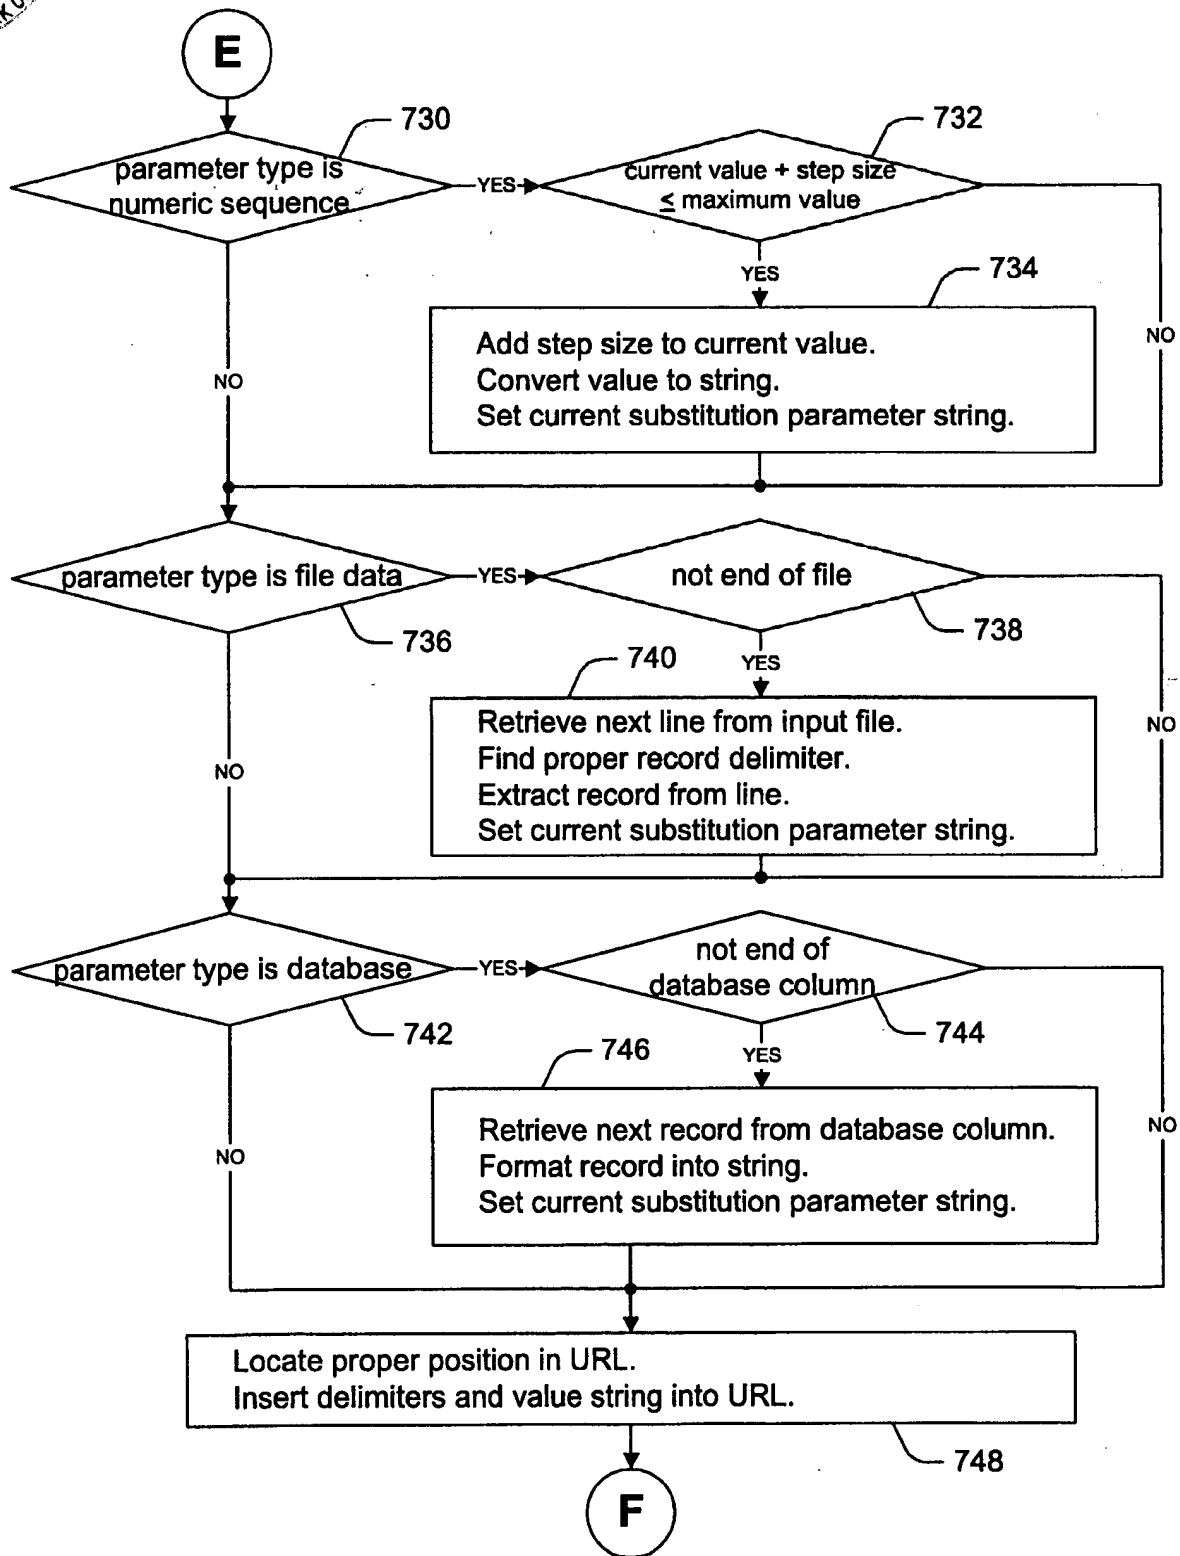 E
730
732
parameter type is
numeric sequence
YES
current value + step size
≤ maximum value
YES
734
Add step size to current value.
Convert value to string.
Set current substitution parameter string.
NO
NO
parameter type is file data
YES
not end of file
736
738
740
YES
Retrieve next line from input file.
Find proper record delimiter.
Extract record from line.
Set current substitution parameter string.
NO
NO
parameter type is database
YES
not end of
database column
742
744
746
YES
Retrieve next record from database column.
Format record into string.
Set current substitution parameter string.
NO
NO
Locate proper position in URL.
Insert delimiters and value string into URL.
748
F